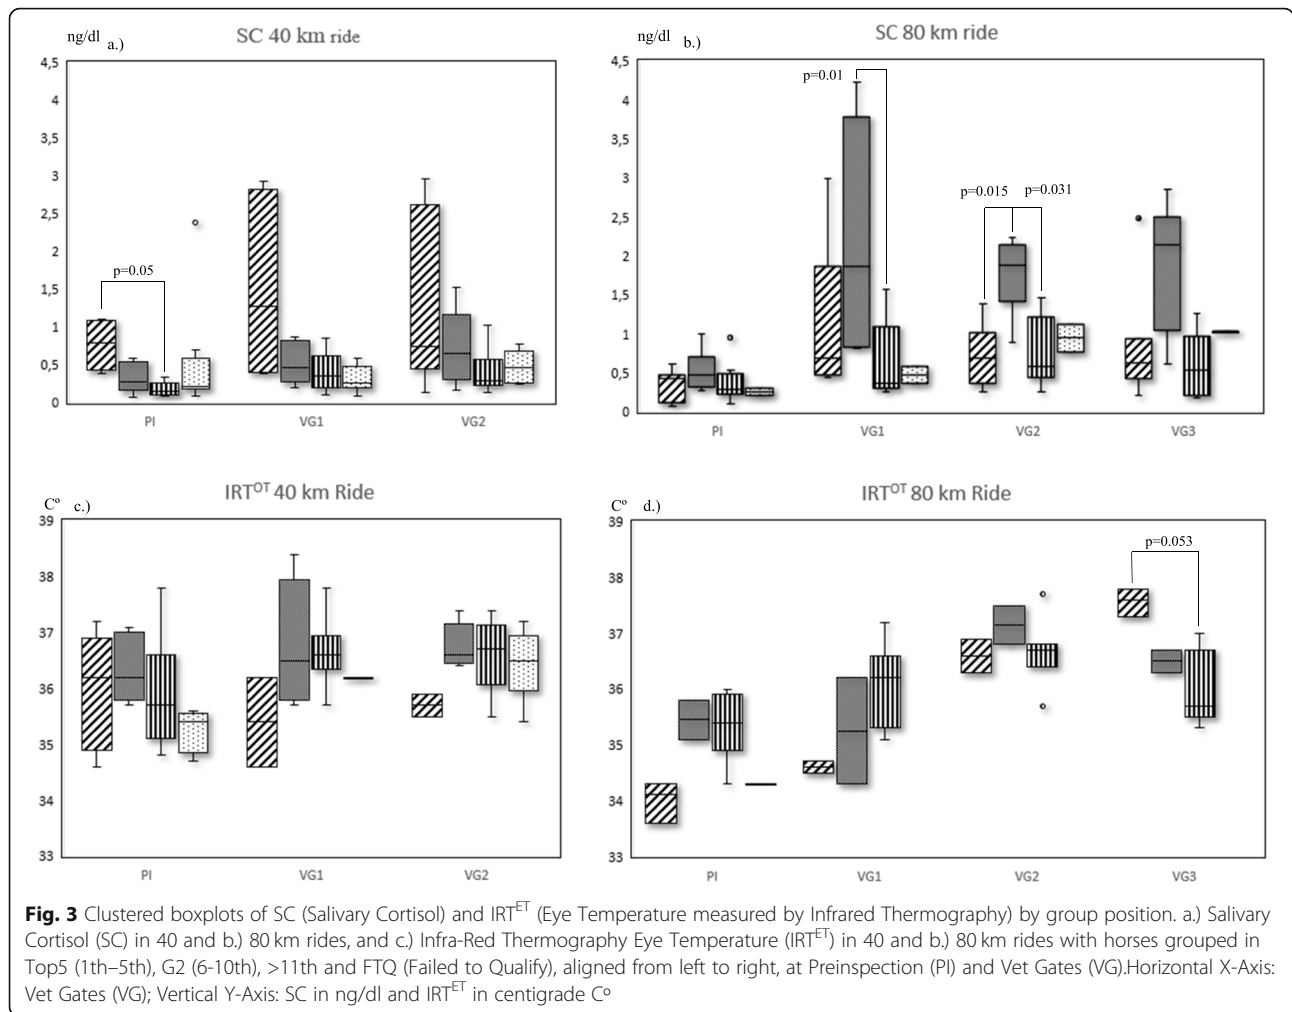 ng/dl a.) SC 40 km ride
4,5
4
3,5
3
2,5
2
1,5
1
0,5
0
p=0.05
PI VG1 VG2
ng/dl b.) SC 80 km ride
4,5
4
3,5
3
2,5
2
1,5
1
0,5
0
p=0.01
p=0.015 p=0.031
PI VG1 VG2 VG3
Cº c.) IRT^OT 40 km Ride
39
38
37
36
35
34
33
PI VG1 VG2
Cº d.) IRT^OT 80 km Ride
39
38
37
36
35
34
33
p=0.053
PI VG1 VG2 VG3
Fig. 3 Clustered boxplots of SC (Salivary Cortisol) and IRT^ET (Eye Temperature measured by Infrared Thermography) by group position. a.) Salivary
Cortisol (SC) in 40 and b.) 80 km rides, and c.) Infra-Red Thermography Eye Temperature (IRT^ET) in 40 and b.) 80 km rides with horses grouped in
Top5 (1th–5th), G2 (6-10th), >11th and FTQ (Failed to Qualify), aligned from left to right, at Preinspection (PI) and Vet Gates (VG).Horizontal X-Axis:
Vet Gates (VG); Vertical Y-Axis: SC in ng/dl and IRT^ET in centigrade Cº